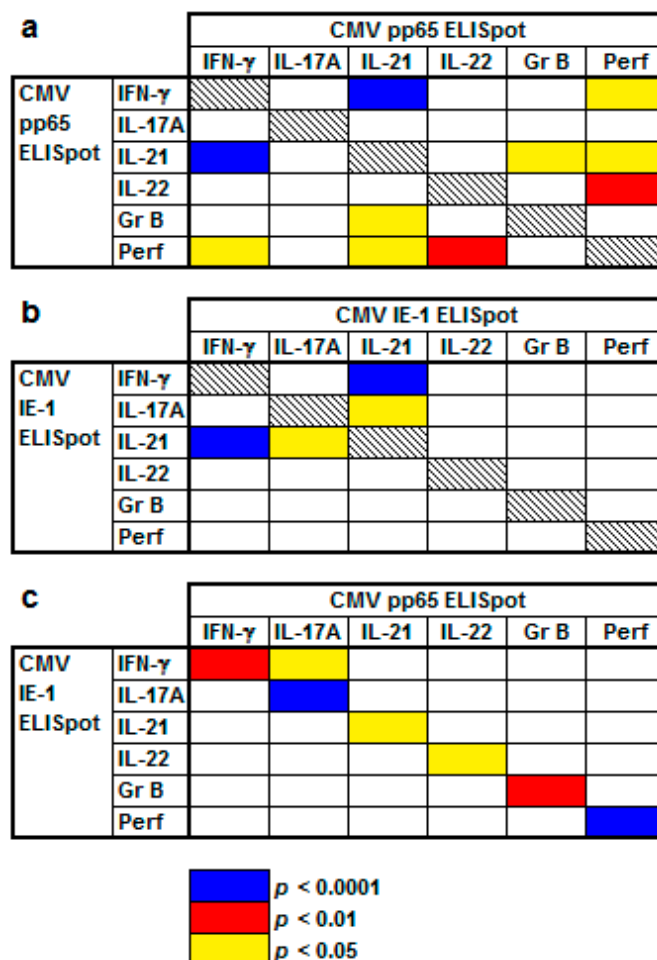 a
CMV pp65 ELISpot
IFN-γ IL-17A IL-21 IL-22 Gr B Perf
CMV pp65 ELISpot
IFN-γ
IL-17A
IL-21
IL-22
Gr B
Perf
b
CMV IE-1 ELISpot
IFN-γ IL-17A IL-21 IL-22 Gr B Perf
CMV IE-1 ELISpot
IFN-γ
IL-17A
IL-21
IL-22
Gr B
Perf
c
CMV pp65 ELISpot
IFN-γ IL-17A IL-21 IL-22 Gr B Perf
CMV IE-1 ELISpot
IFN-γ
IL-17A
IL-21
IL-22
Gr B
Perf
p < 0.0001
p < 0.01
p < 0.05